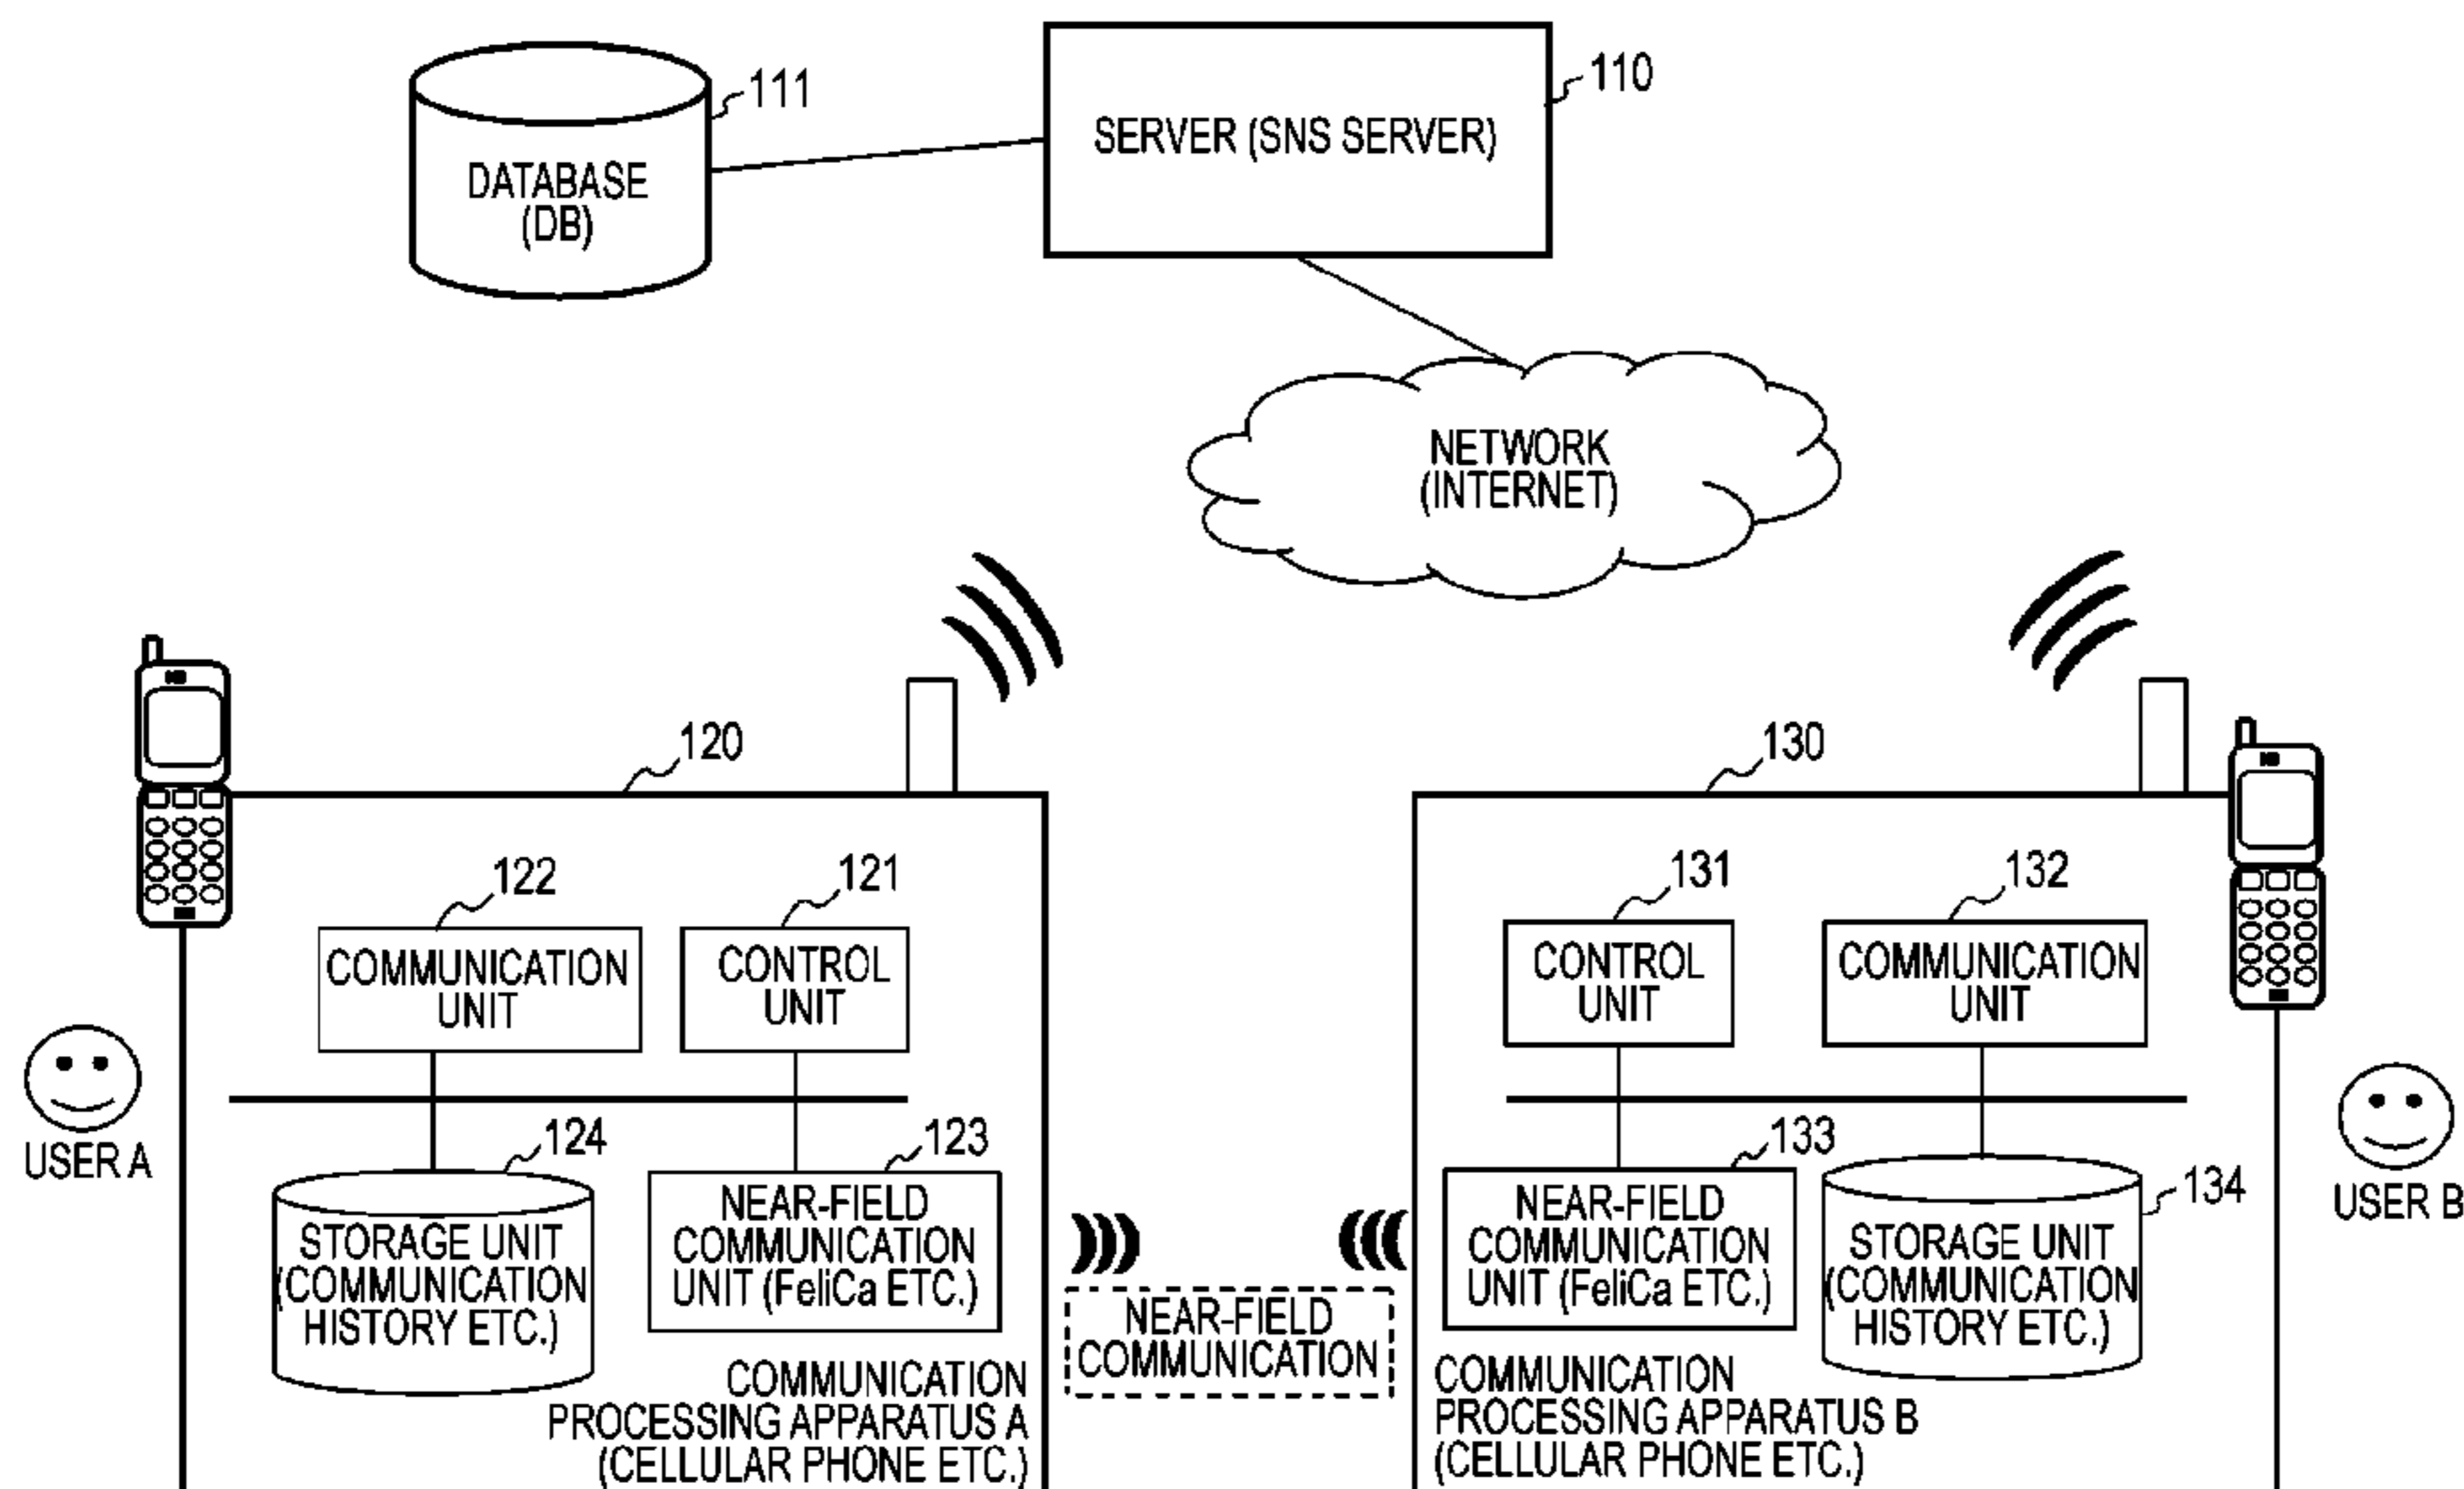 111
DATABASE
(DB)
SERVER (SNS SERVER)
110
NETWORK
(INTERNET)
120
122
COMMUNICATION
UNIT
121
CONTROL
UNIT
USER A
124
STORAGE UNIT
(COMMUNICATION
HISTORY ETC.)
123
NEAR-FIELD
COMMUNICATION
UNIT (FeliCa ETC.)
COMMUNICATION
PROCESSING APPARATUS A
(CELLULAR PHONE ETC.)
NEAR-FIELD
COMMUNICATION
130
131
CONTROL
UNIT
132
COMMUNICATION
UNIT
133
NEAR-FIELD
COMMUNICATION
UNIT (FeliCa ETC.)
134
STORAGE UNIT
(COMMUNICATION
HISTORY ETC.)
COMMUNICATION
PROCESSING APPARATUS B
(CELLULAR PHONE ETC.)
USER B